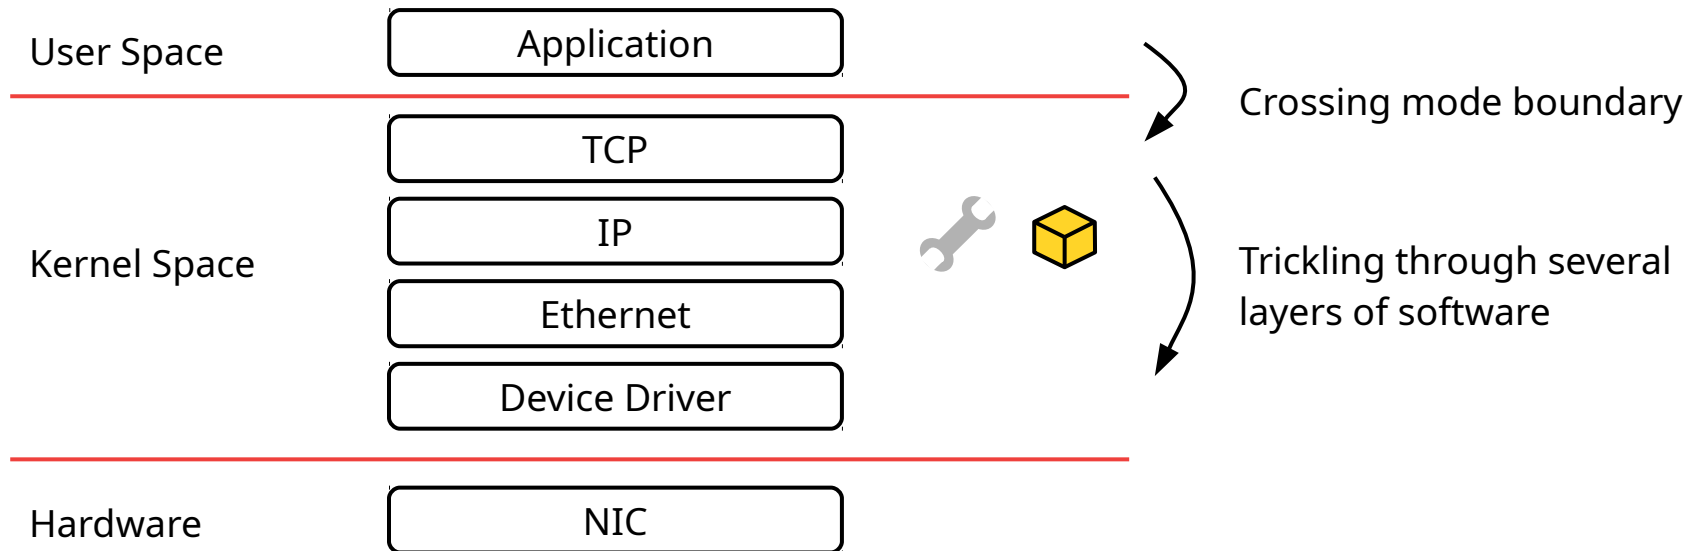 User Space
Application
Crossing mode boundary
TCP
IP
Kernel Space
Trickling through several
layers of software
Ethernet
Device Driver
Hardware
NIC